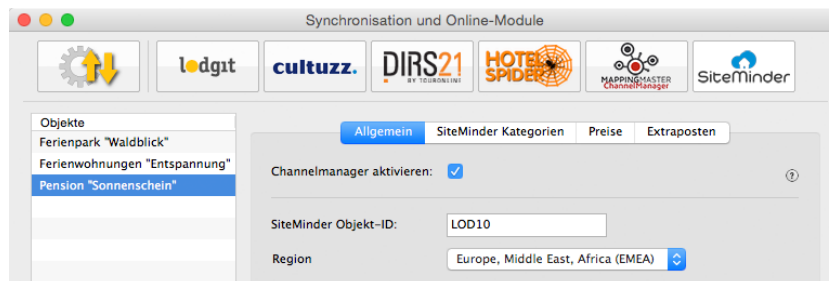 Synchronisation und Online-Module
lodgit
cultuzz.
DIRS21
BY TOURONLINE
HOTEL
SPIDER
MAPPINGMASTER
ChannelManager
SiteMinder
Objekte
Ferienpark "Waldblick"
Ferienwohnungen "Entspannung"
Pension "Sonnenschein"
Allgemein SiteMinder Kategorien Preise Extraposten
Channelmanager aktivieren:
?
SiteMinder Objekt-ID: LOD10
Region Europe, Middle East, Africa (EMEA)